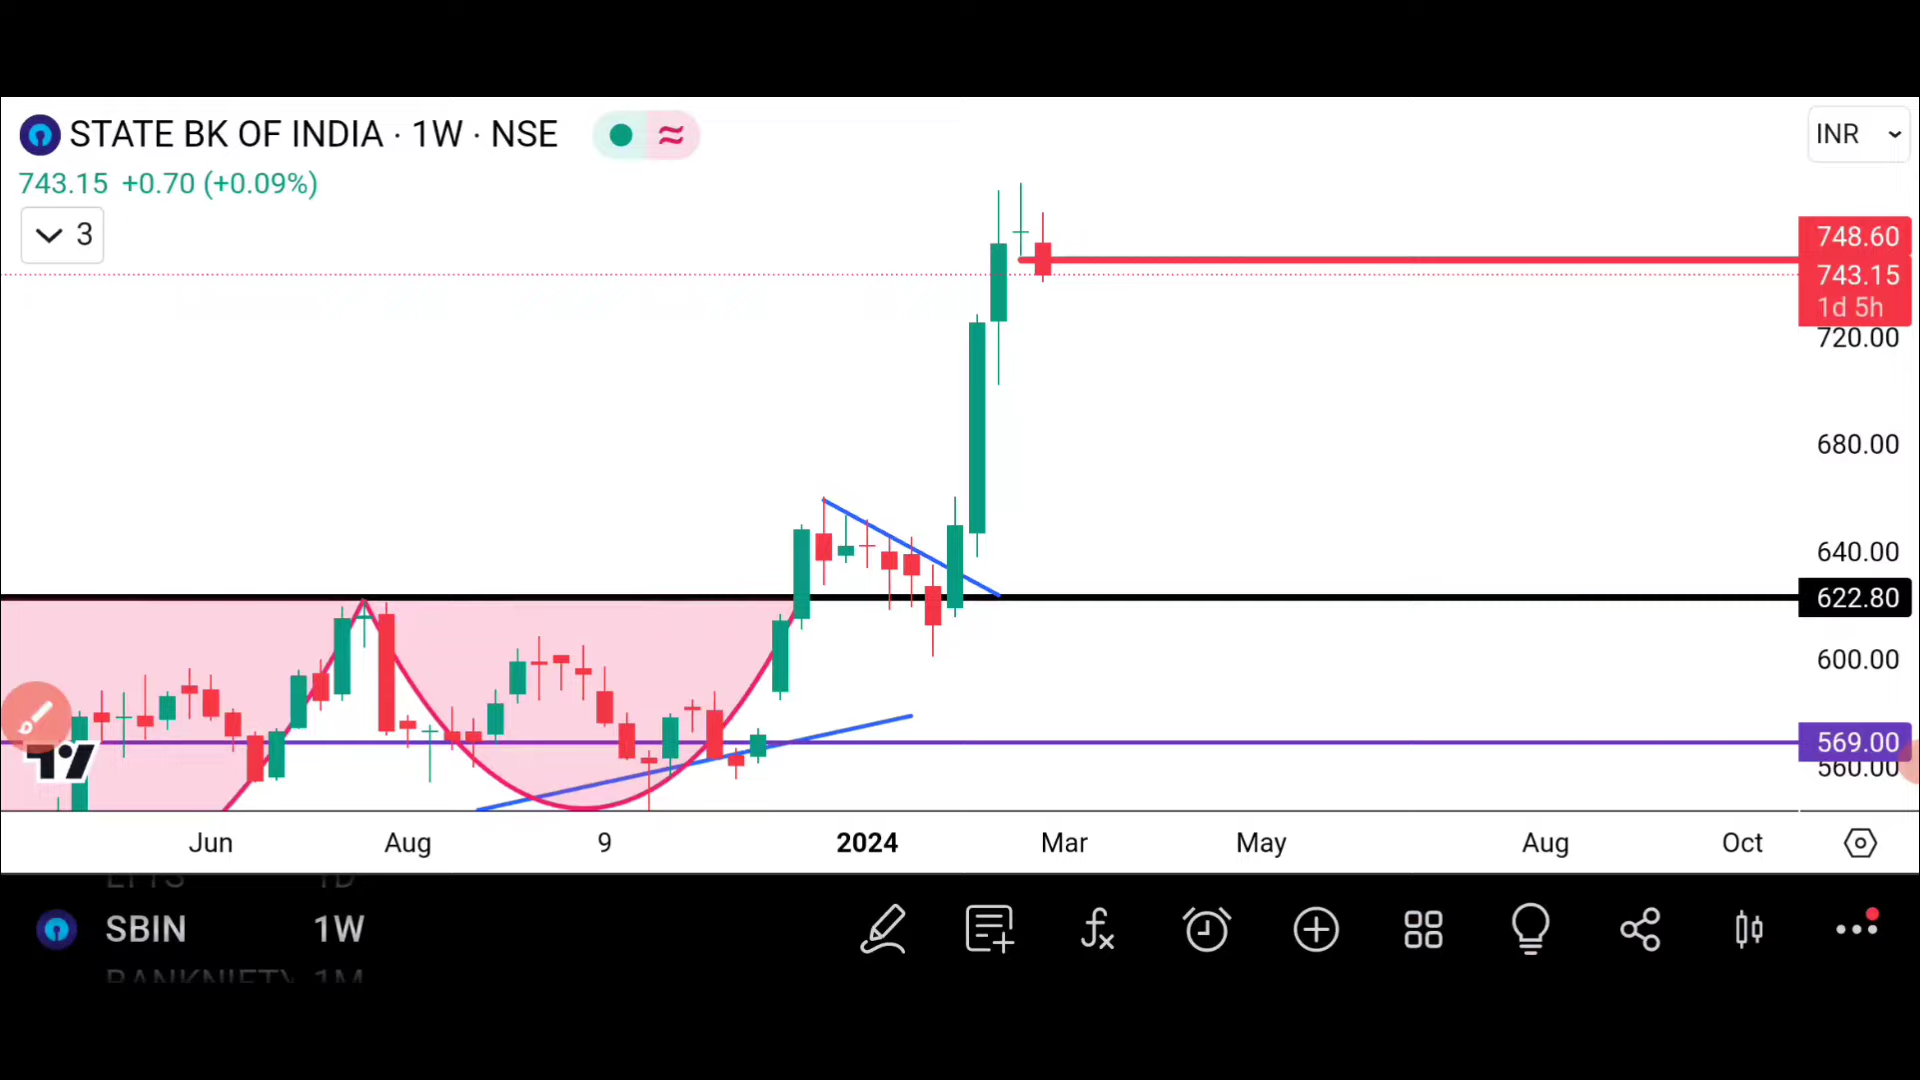 STATE BK OF INDIA · 1W · NSE
INR
743.15 +0.70 (+0.09%)
3
748.60
743.15
1d 5h
720.00
680.00
640.00
622.80
600.00
569.00
560.00
Jun Aug 9 2024 Mar May Aug Oct
SBIN 1W
BANKNIFTY 1M